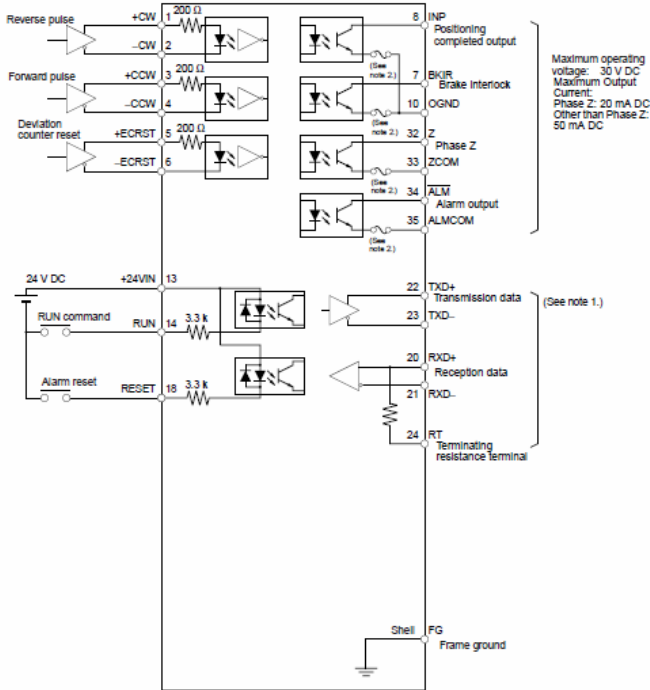 Reverse pulse
+CW 1 200 Ω
–CW 2
Forward pulse
+CCW 3 200 Ω
–CCW 4
Deviation
counter reset
+ECRST 5 200 Ω
–ECRST 6
8 INP
Positioning
completed output
(See
note 2.)
7 BKIR
Brake Interlock
10 OGND
(See
note 2.)
32 Z
Phase Z
33 ZCOM
(See
note 2.)
34 ALM
Alarm output
35 ALMCOM
(See
note 2.)
Maximum operating
voltage: 30 V DC
Maximum Output
Current:
Phase Z: 20 mA DC
Other than Phase Z:
50 mA DC
24 V DC
+24VIN 13
RUN command
RUN 14 3.3 k
Alarm reset
RESET 18 3.3 k
22 TXD+
Transmission data
23 TXD–
(See note 1.)
20 RXD+
Reception data
21 RXD–
24 RT
Terminating
resistance terminal
Shell FG
Frame ground